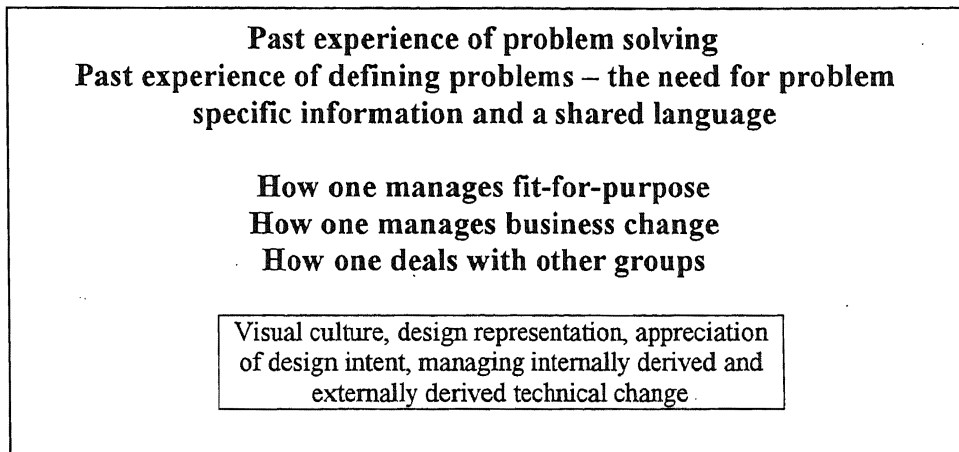 Past experience of problem solving
Past experience of defining problems – the need for problem
specific information and a shared language
How one manages fit-for-purpose
How one manages business change
How one deals with other groups
Visual culture, design representation, appreciation
of design intent, managing internally derived and
externally derived technical change